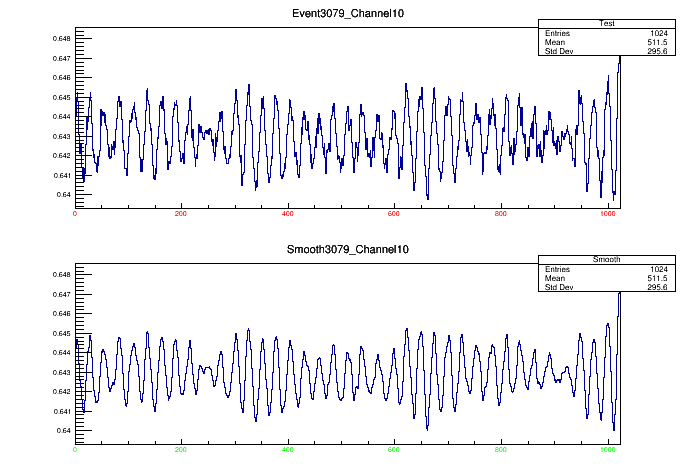 Event3079_Channel10
Test
Entries 1024
Mean 511.5
Std Dev 295.6
0.648
0.647
0.646
0.645
0.644
0.643
0.642
0.641
0.64
0 200 400 600 800 1000
Smooth3079_Channel10
Smooth
Entries 1024
Mean 511.5
Std Dev 295.6
0.648
0.647
0.646
0.645
0.644
0.643
0.642
0.641
0.64
0 200 400 600 800 1000